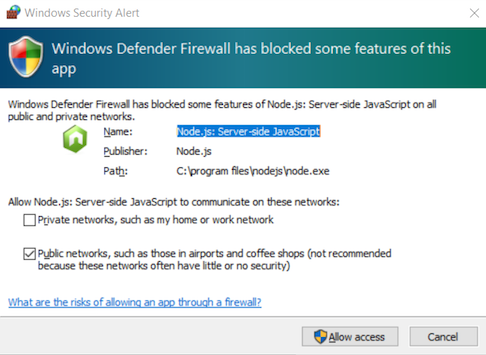 Windows Security Alert
Windows Defender Firewall has blocked some features of this
app
Windows Defender Firewall has blocked some features of Node.js: Server-side JavaScript on all
public and private networks.
Name: Node.js: Server-side JavaScript
Publisher: Node.js
Path: C:\program files\nodejs\node.exe
Allow Node.js: Server-side JavaScript to communicate on these networks:
Private networks, such as my home or work network
Public networks, such as those in airports and coffee shops (not recommended
because these networks often have little or no security)
What are the risks of allowing an app through a firewall?
Allow access Cancel